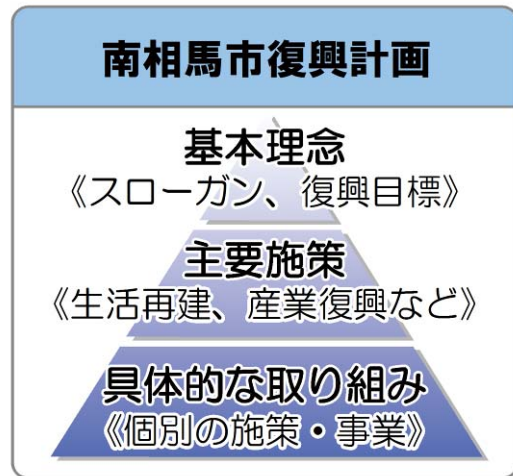 南相馬市復興計画
基本理念
《スローガン、復興目標》
主要施策
《生活再建、産業復興など》
具体的な取り組み
《個別の施策・事業》